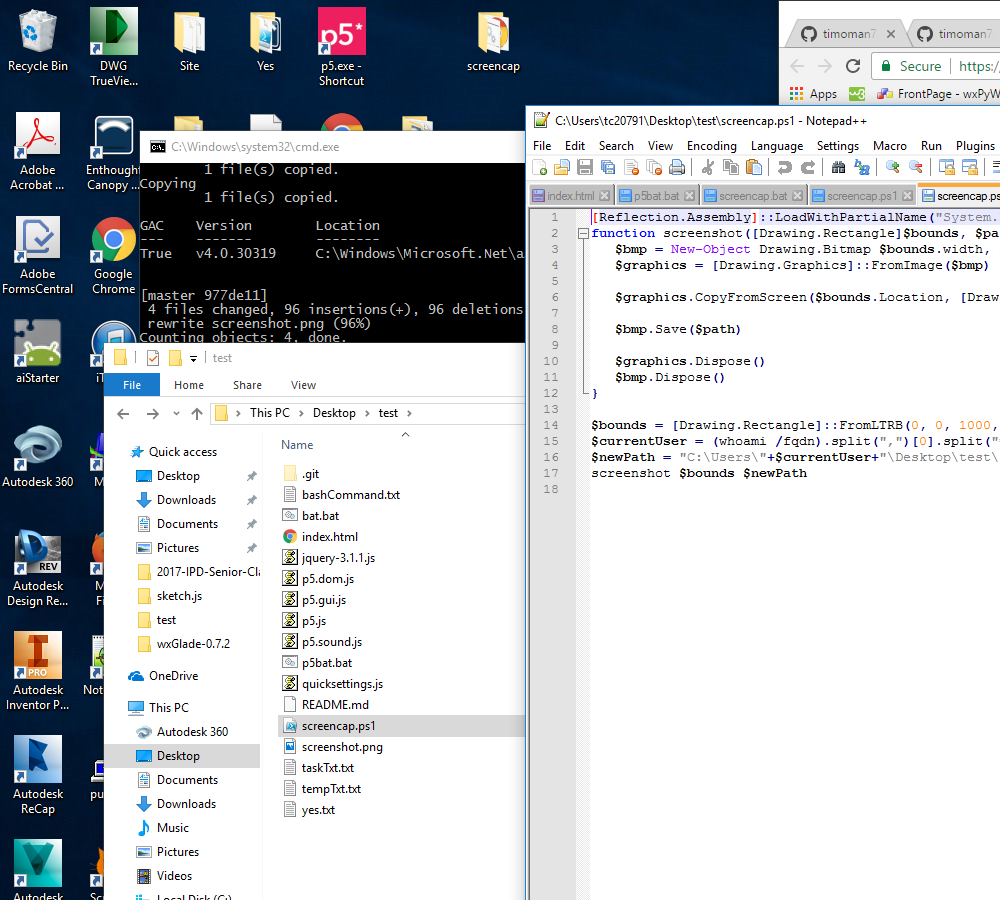 Recycle Bin
DWG
TrueView...
Site
Yes
p5*
p5.exe -
Shortcut
screencap
Adobe
Acrobat ...
Enthought
Canopy ...
Adobe
FormsCentral
Google
Chrome
aiStarter
Autodesk 360
REV
Autodesk
Design Re...
PRO
Autodesk
Inventor P...
Autodesk
ReCap
Autodesk
C:\Windows\system32\cmd.exe
1 file(s) copied.
Copying
1 file(s) copied.
GAC Version Location
--- ------- --------
True v4.0.30319 C:\Windows\Microsoft.Net\a
[master 977de11]
4 files changed, 96 insertions(+), 96 deletions
rewrite screenshot.png (96%)
Counting objects: 4, done.
test
File Home Share View
This PC > Desktop > test >
Quick access
Desktop
Downloads
Documents
Pictures
2017-IPD-Senior-Cl
sketch.js
test
wxGlade-0.7.2
OneDrive
This PC
Autodesk 360
Desktop
Documents
Downloads
Music
Pictures
Videos
Local Disk (C:)
Name
.git
bashCommand.txt
bat.bat
index.html
jquery-3.1.1.js
p5.dom.js
p5.gui.js
p5.js
p5.sound.js
p5bat.bat
quicksettings.js
README.md
screencap.ps1
screenshot.png
taskTxt.txt
tempTxt.txt
yes.txt
timoman7
timoman7
Secure
https:/
Apps
w3
FrontPage - wxPyW
C:\Users\tc20791\Desktop\test\screencap.ps1 - Notepad++
File Edit Search View Encoding Language Settings Macro Run Plugins
index.html p5bat.bat screencap.bat screencap.ps1 screencap.ps
1 [Reflection.Assembly]::LoadWithPartialName("System.
2 function screenshot([Drawing.Rectangle]$bounds, $pa
3 $bmp = New-Object Drawing.Bitmap $bounds.width,
4 $graphics = [Drawing.Graphics]::FromImage($bmp)
5
6 $graphics.CopyFromScreen($bounds.Location, [Draw
7
8 $bmp.Save($path)
9
10 $graphics.Dispose()
11 $bmp.Dispose()
12 }
13
14 $bounds = [Drawing.Rectangle]::FromLTRB(0, 0, 1000,
15 $currentUser = (whoami /fqdn).split(",")[0].split("
16 $newPath = "C:\Users\"+$currentUser+"\Desktop\test\
17 screenshot $bounds $newPath
18